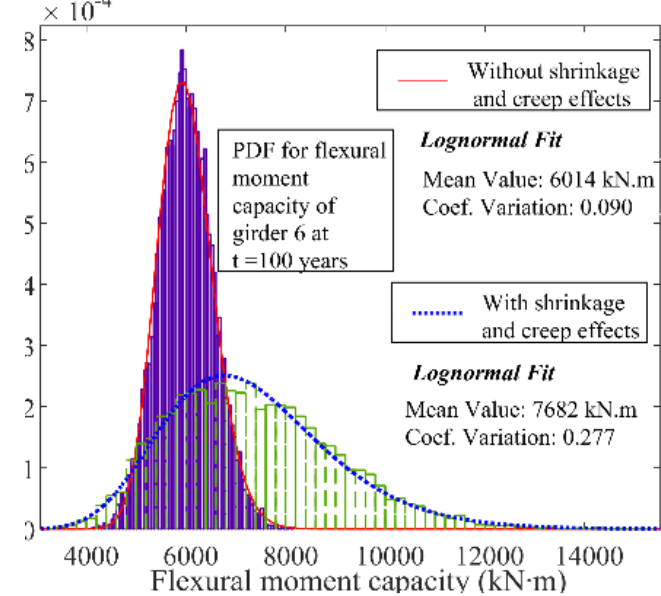 × 10⁻⁴
8
7
6
5
4
3
2
1
0
Without shrinkage
and creep effects
Lognormal Fit
Mean Value: 6014 kN.m
Coef. Variation: 0.090
PDF for flexural
moment
capacity of
girder 6 at
t =100 years
With shrinkage
and creep effects
Lognormal Fit
Mean Value: 7682 kN.m
Coef. Variation: 0.277
4000 6000 8000 10000 12000 14000
Flexural moment capacity (kN·m)